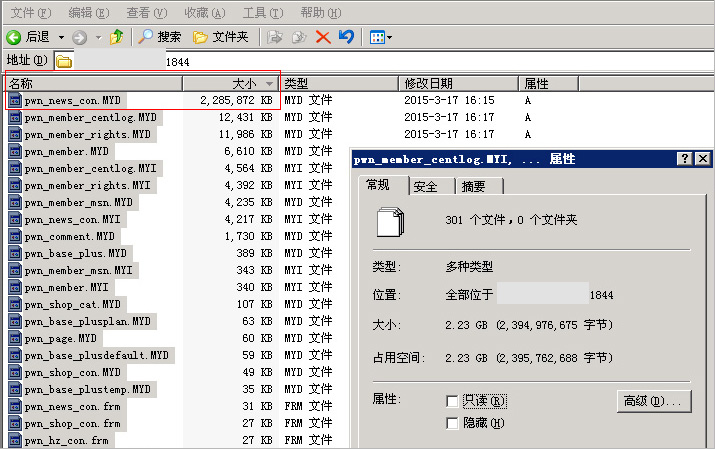 文件(F) 编辑(E) 查看(V) 收藏(A) 工具(T) 帮助(H)
后退 搜索 文件夹
地址(D) 1844
名称 大小 类型 修改日期 属性
pwn_news_con.MYD 2,285,872 KB MYD 文件 2015-3-17 16:15 A
pwn_member_centlog.MYD 12,431 KB MYD 文件 2015-3-17 16:17 A
pwn_member_rights.MYD 11,986 KB MYD 文件 2015-3-17 16:17 A
pwn_member.MYD 6,610 KB MYD 文件
pwn_member_centlog.MYI 4,564 KB MYI 文件
pwn_member_rights.MYI 4,392 KB MYI 文件
pwn_member_msn.MYD 4,235 KB MYD 文件
pwn_news_con.MYI 4,217 KB MYI 文件
pwn_comment.MYD 1,730 KB MYD 文件
pwn_base_plus.MYD 389 KB MYD 文件
pwn_member_msn.MYI 343 KB MYI 文件
pwn_member.MYI 340 KB MYI 文件
pwn_shop_cat.MYD 107 KB MYD 文件
pwn_base_plusplan.MYD 63 KB MYD 文件
pwn_page.MYD 60 KB MYD 文件
pwn_base_plusdefault.MYD 59 KB MYD 文件
pwn_shop_con.MYD 49 KB MYD 文件
pwn_base_plustemp.MYD 35 KB MYD 文件
pwn_news_con.frm 31 KB FRM 文件
pwn_shop_con.frm 27 KB FRM 文件
pwn_hz_con.frm 27 KB FRM 文件
pwn_member_centlog.MYI, ... 属性
常规 安全 摘要
301 个文件，0 个文件夹
类型: 多种类型
位置: 全部位于 1844
大小: 2.23 GB (2,394,976,675 字节)
占用空间: 2.23 GB (2,395,762,688 字节)
属性: 只读(R) 高级(D)...
隐藏(H)